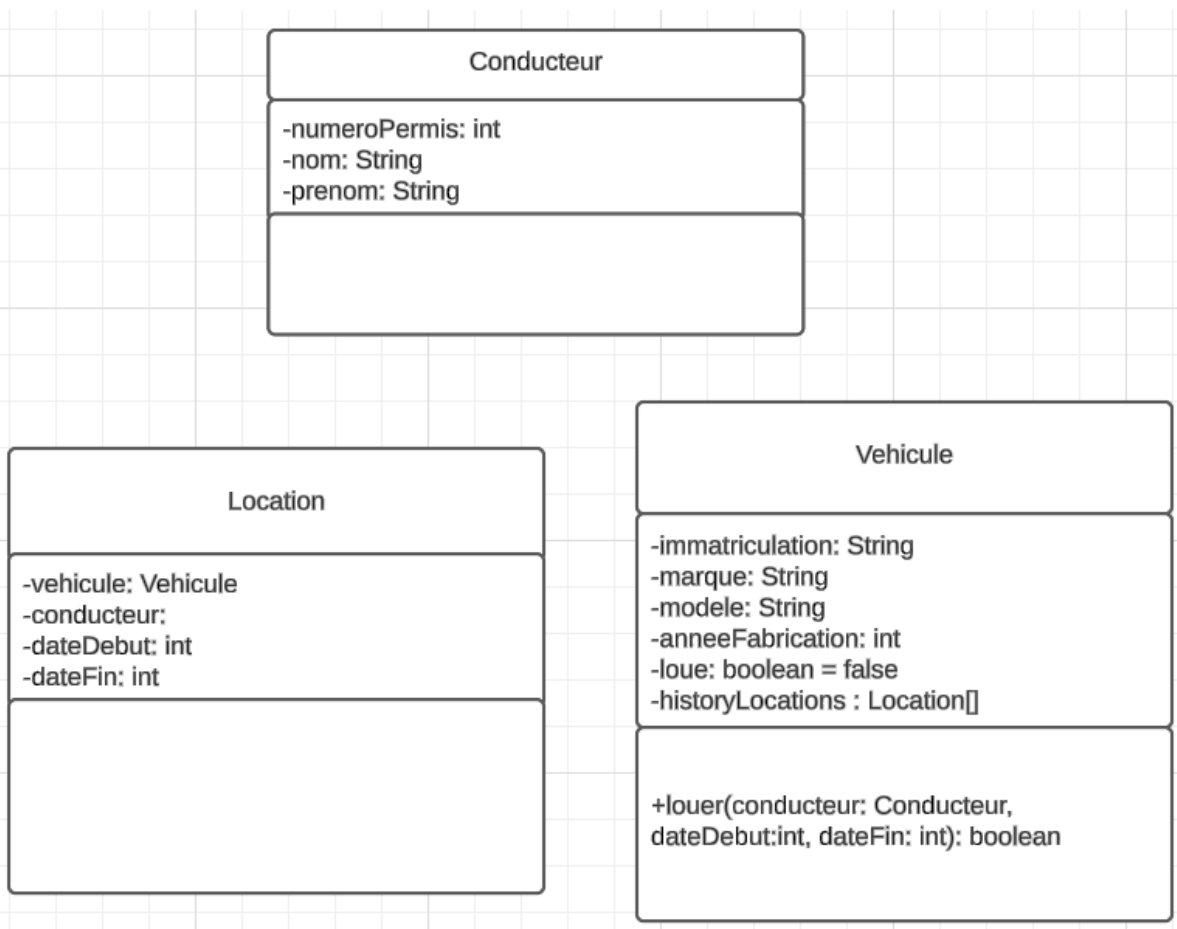 Conducteur
-numeroPermis: int
-nom: String
-prenom: String
Location
-vehicule: Vehicule
-conducteur:
-dateDebut: int
-dateFin: int
Vehicule
-immatriculation: String
-marque: String
-modele: String
-anneeFabrication: int
-loue: boolean = false
-historyLocations : Location[]
+louer(conducteur: Conducteur,
dateDebut:int, dateFin: int): boolean